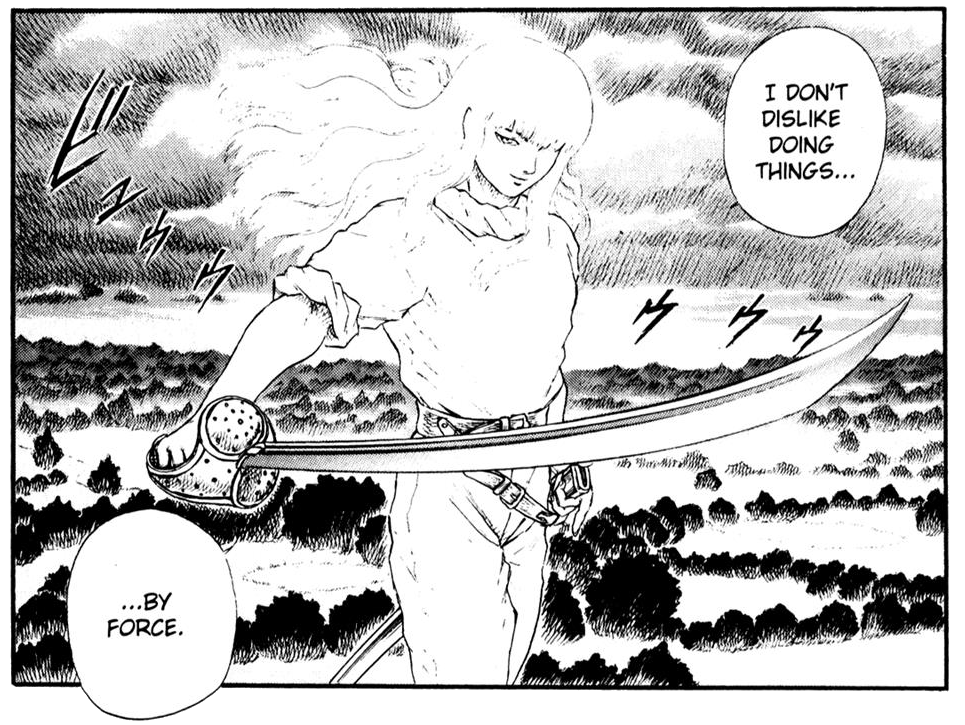 I DON'T
DISLIKE
DOING
THINGS...
...BY
FORCE.